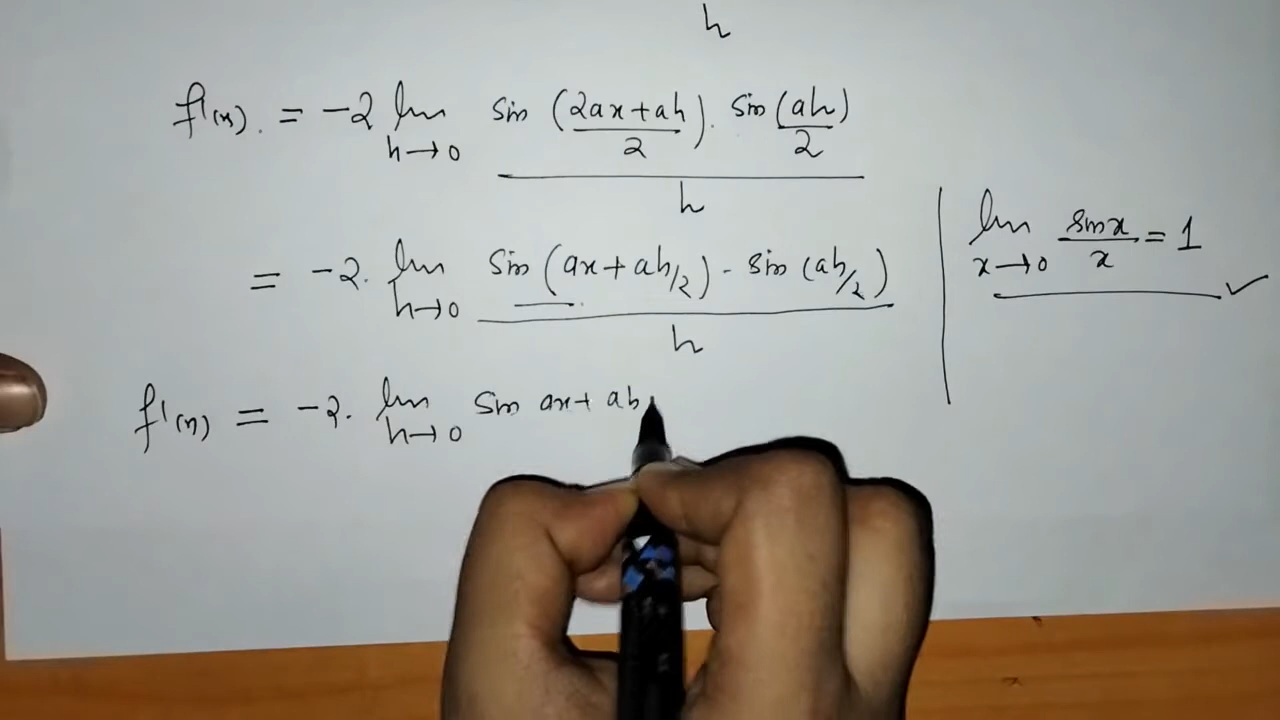 h
f'(x) = -2 lim sin (2ax+ah) . sin (ah)
h→0 2 2
h
= -2. lim sin (ax + ah/2) - sin (ah/2)
h→0 h
lim sin x = 1
x→0 x
f'(x) = -2. lim sin ax + ah
h→0